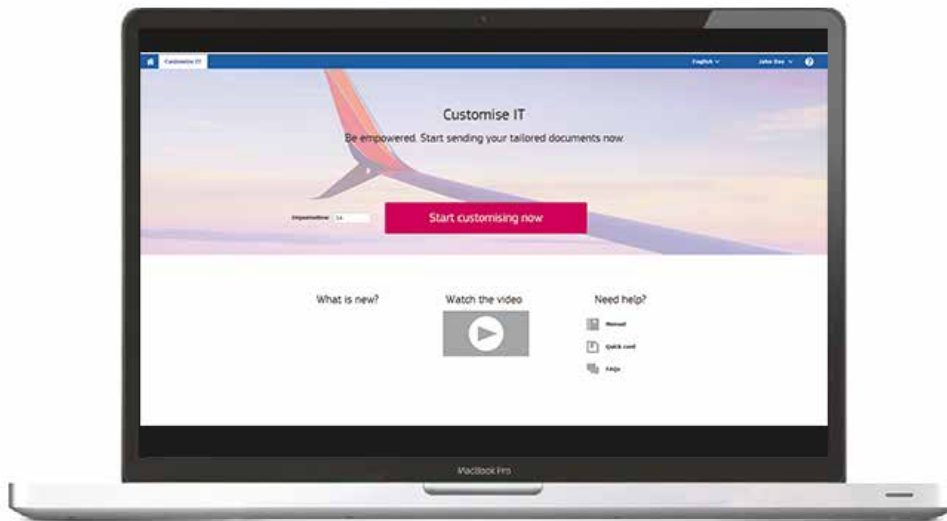 Customise IT
English
John Doe
?
Customise IT
Be empowered. Start sending your tailored documents now
Start customising now
What is new?
Watch the video
Need help?
Manual
Quick card
FAQs
MacBook Pro